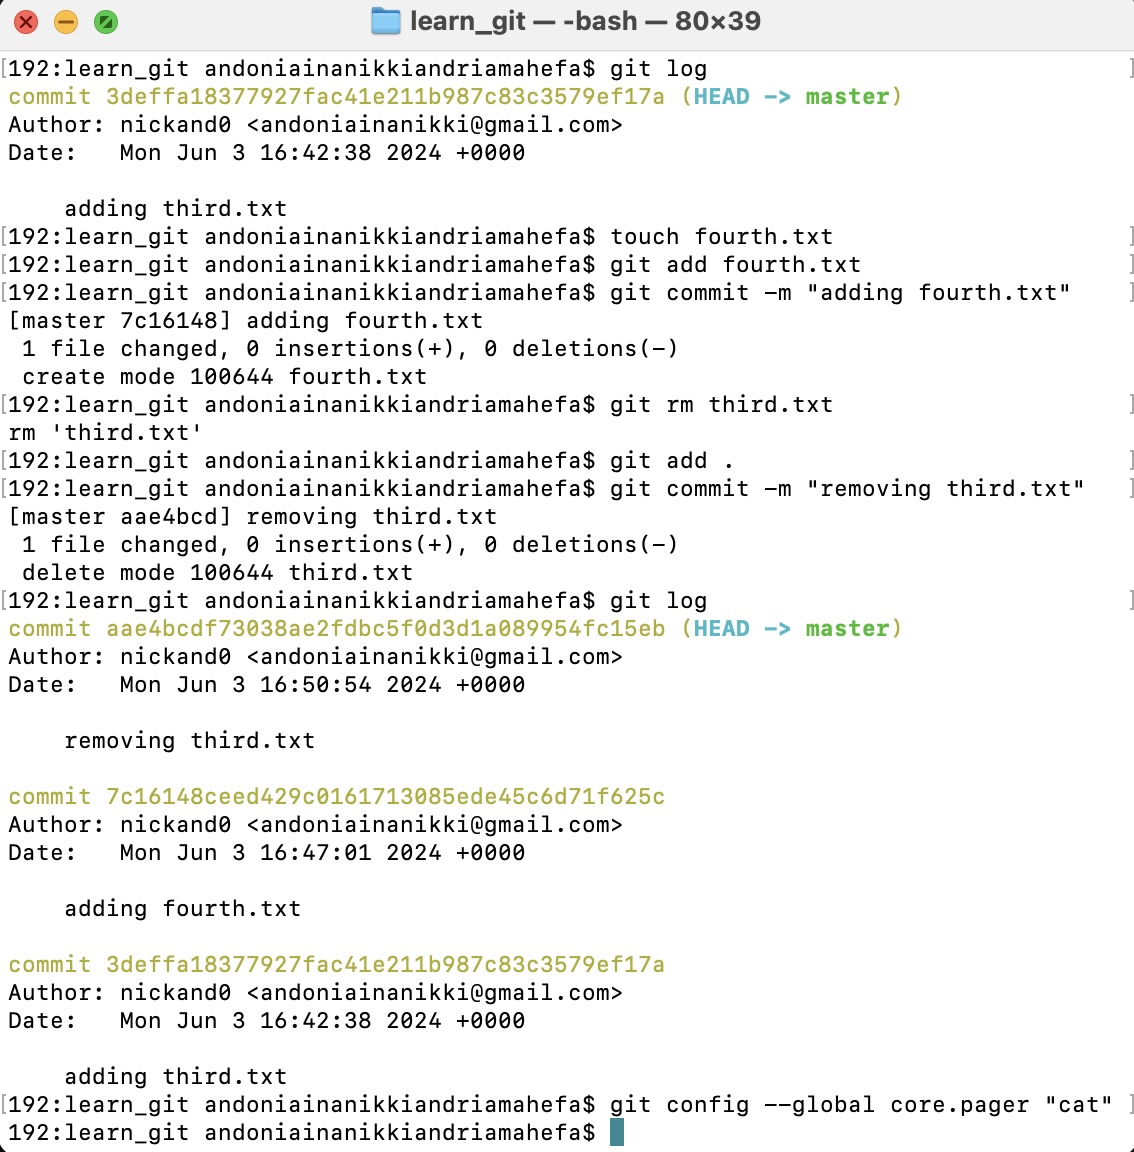 learn_git — -bash — 80×39
[192:learn_git andoniainanikkiandriamahefa$ git log ]
commit 3deffa18377927fac41e211b987c83c3579ef17a (HEAD -> master)
Author: nickand0 <andoniainanikki@gmail.com>
Date:   Mon Jun 3 16:42:38 2024 +0000
    adding third.txt
[192:learn_git andoniainanikkiandriamahefa$ touch fourth.txt ]
[192:learn_git andoniainanikkiandriamahefa$ git add fourth.txt ]
[192:learn_git andoniainanikkiandriamahefa$ git commit -m "adding fourth.txt" ]
[master 7c16148] adding fourth.txt
 1 file changed, 0 insertions(+), 0 deletions(-)
 create mode 100644 fourth.txt
[192:learn_git andoniainanikkiandriamahefa$ git rm third.txt ]
rm 'third.txt'
[192:learn_git andoniainanikkiandriamahefa$ git add . ]
[192:learn_git andoniainanikkiandriamahefa$ git commit -m "removing third.txt" ]
[master aae4bcd] removing third.txt
 1 file changed, 0 insertions(+), 0 deletions(-)
 delete mode 100644 third.txt
[192:learn_git andoniainanikkiandriamahefa$ git log ]
commit aae4bcdf73038ae2fdbc5f0d3d1a089954fc15eb (HEAD -> master)
Author: nickand0 <andoniainanikki@gmail.com>
Date:   Mon Jun 3 16:50:54 2024 +0000
    removing third.txt
commit 7c16148ceed429c0161713085ede45c6d71f625c
Author: nickand0 <andoniainanikki@gmail.com>
Date:   Mon Jun 3 16:47:01 2024 +0000
    adding fourth.txt
commit 3deffa18377927fac41e211b987c83c3579ef17a
Author: nickand0 <andoniainanikki@gmail.com>
Date:   Mon Jun 3 16:42:38 2024 +0000
    adding third.txt
[192:learn_git andoniainanikkiandriamahefa$ git config --global core.pager "cat" ]
192:learn_git andoniainanikkiandriamahefa$